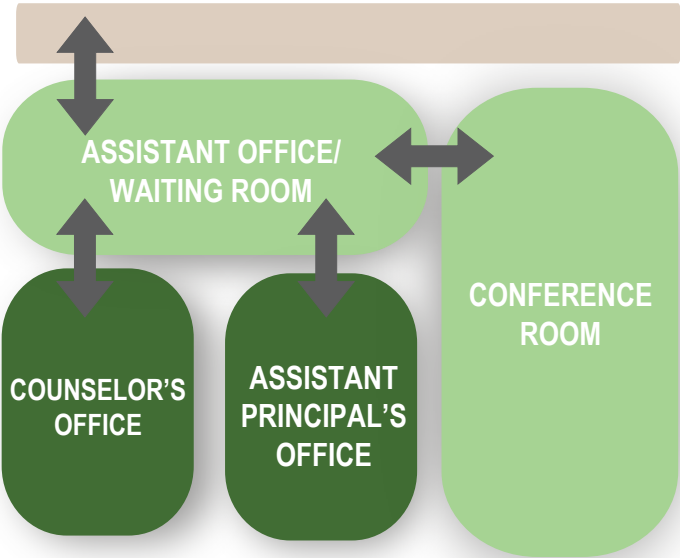 ASSISTANT OFFICE/
WAITING ROOM
CONFERENCE
ROOM
COUNSELOR’S
OFFICE
ASSISTANT
PRINCIPAL’S
OFFICE